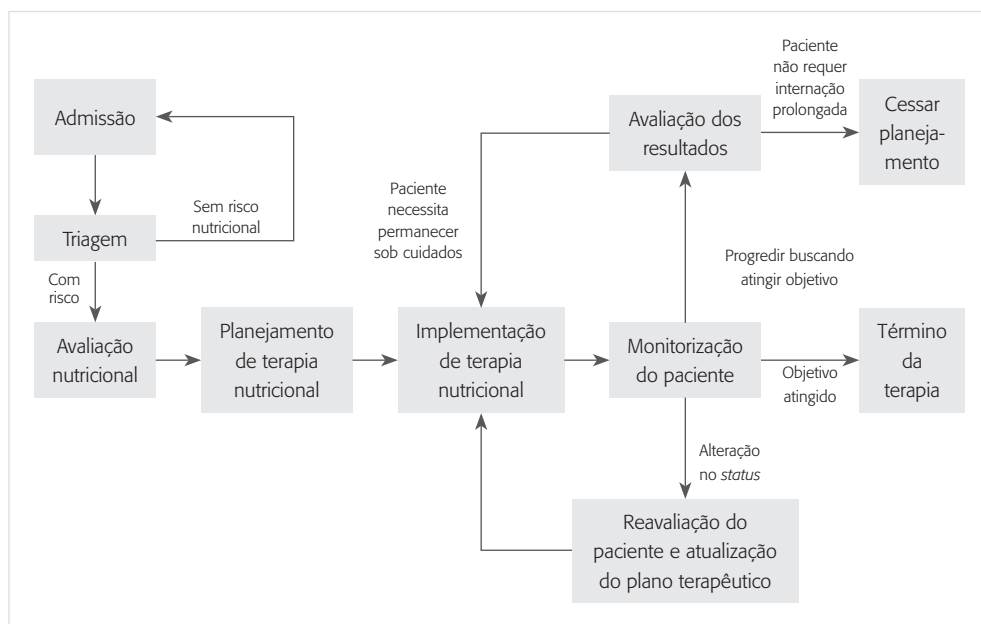 Admissão
Triagem
Sem risco
nutricional
Com
risco
Avaliação
nutricional
Planejamento
de terapia
nutricional
Implementação
de terapia
nutricional
Paciente
necessita
permanecer
sob cuidados
Avaliação dos
resultados
Paciente
não requer
internação
prolongada
Cessar
planeja-
mento
Progredir buscando
atingir objetivo
Monitorização
do paciente
Objetivo
atingido
Término
da
terapia
Alteração
no status
Reavaliação do
paciente e atualização
do plano terapêutico